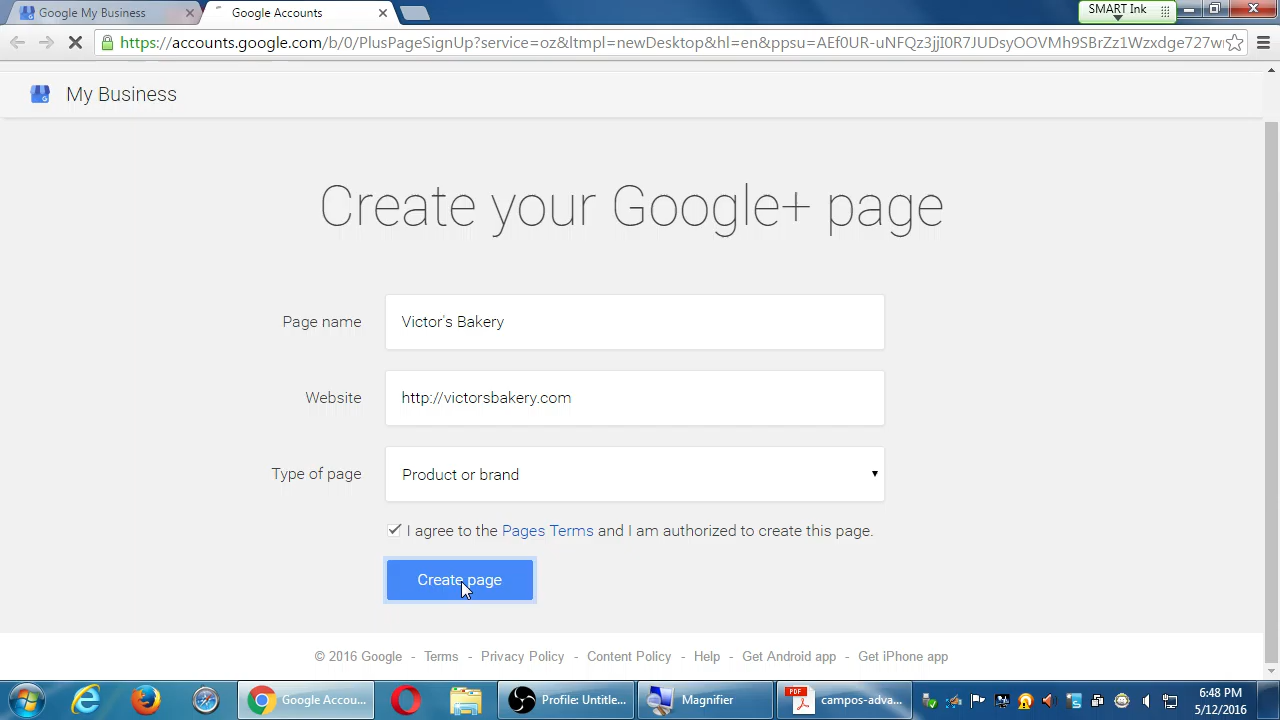 Google My Business
Google Accounts
SMART Ink
https://accounts.google.com/b/0/PlusPageSignUp?service=oz&ltmpl=newDesktop&hl=en&ppsu=AEf0UR-uNFQz3jjI0R7JUDsyOOVMh9SBrZz1Wzxdge727w
My Business
Create your Google+ page
Page name
Victor's Bakery
Website
http://victorsbakery.com
Type of page
Product or brand
I agree to the Pages Terms and I am authorized to create this page.
Create page
© 2016 Google - Terms - Privacy Policy - Content Policy - Help - Get Android app - Get iPhone app
Google Accou...
Profile: Untitle...
Magnifier
PDF
campos-adva...
6:48 PM
5/12/2016